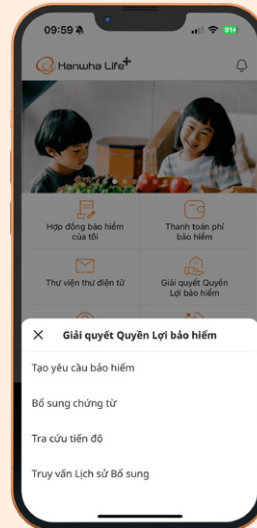 09:59
91+
Hanwha Life+
Hợp đồng bảo hiểm
của tôi
Thanh toán phí
bảo hiểm
Thư viện thư điện tử
Giải quyết Quyền
Lợi bảo hiểm
Giải quyết Quyền Lợi bảo hiểm
Tạo yêu cầu bảo hiểm
Bổ sung chứng từ
Tra cứu tiến độ
Truy vấn Lịch sử Bổ sung